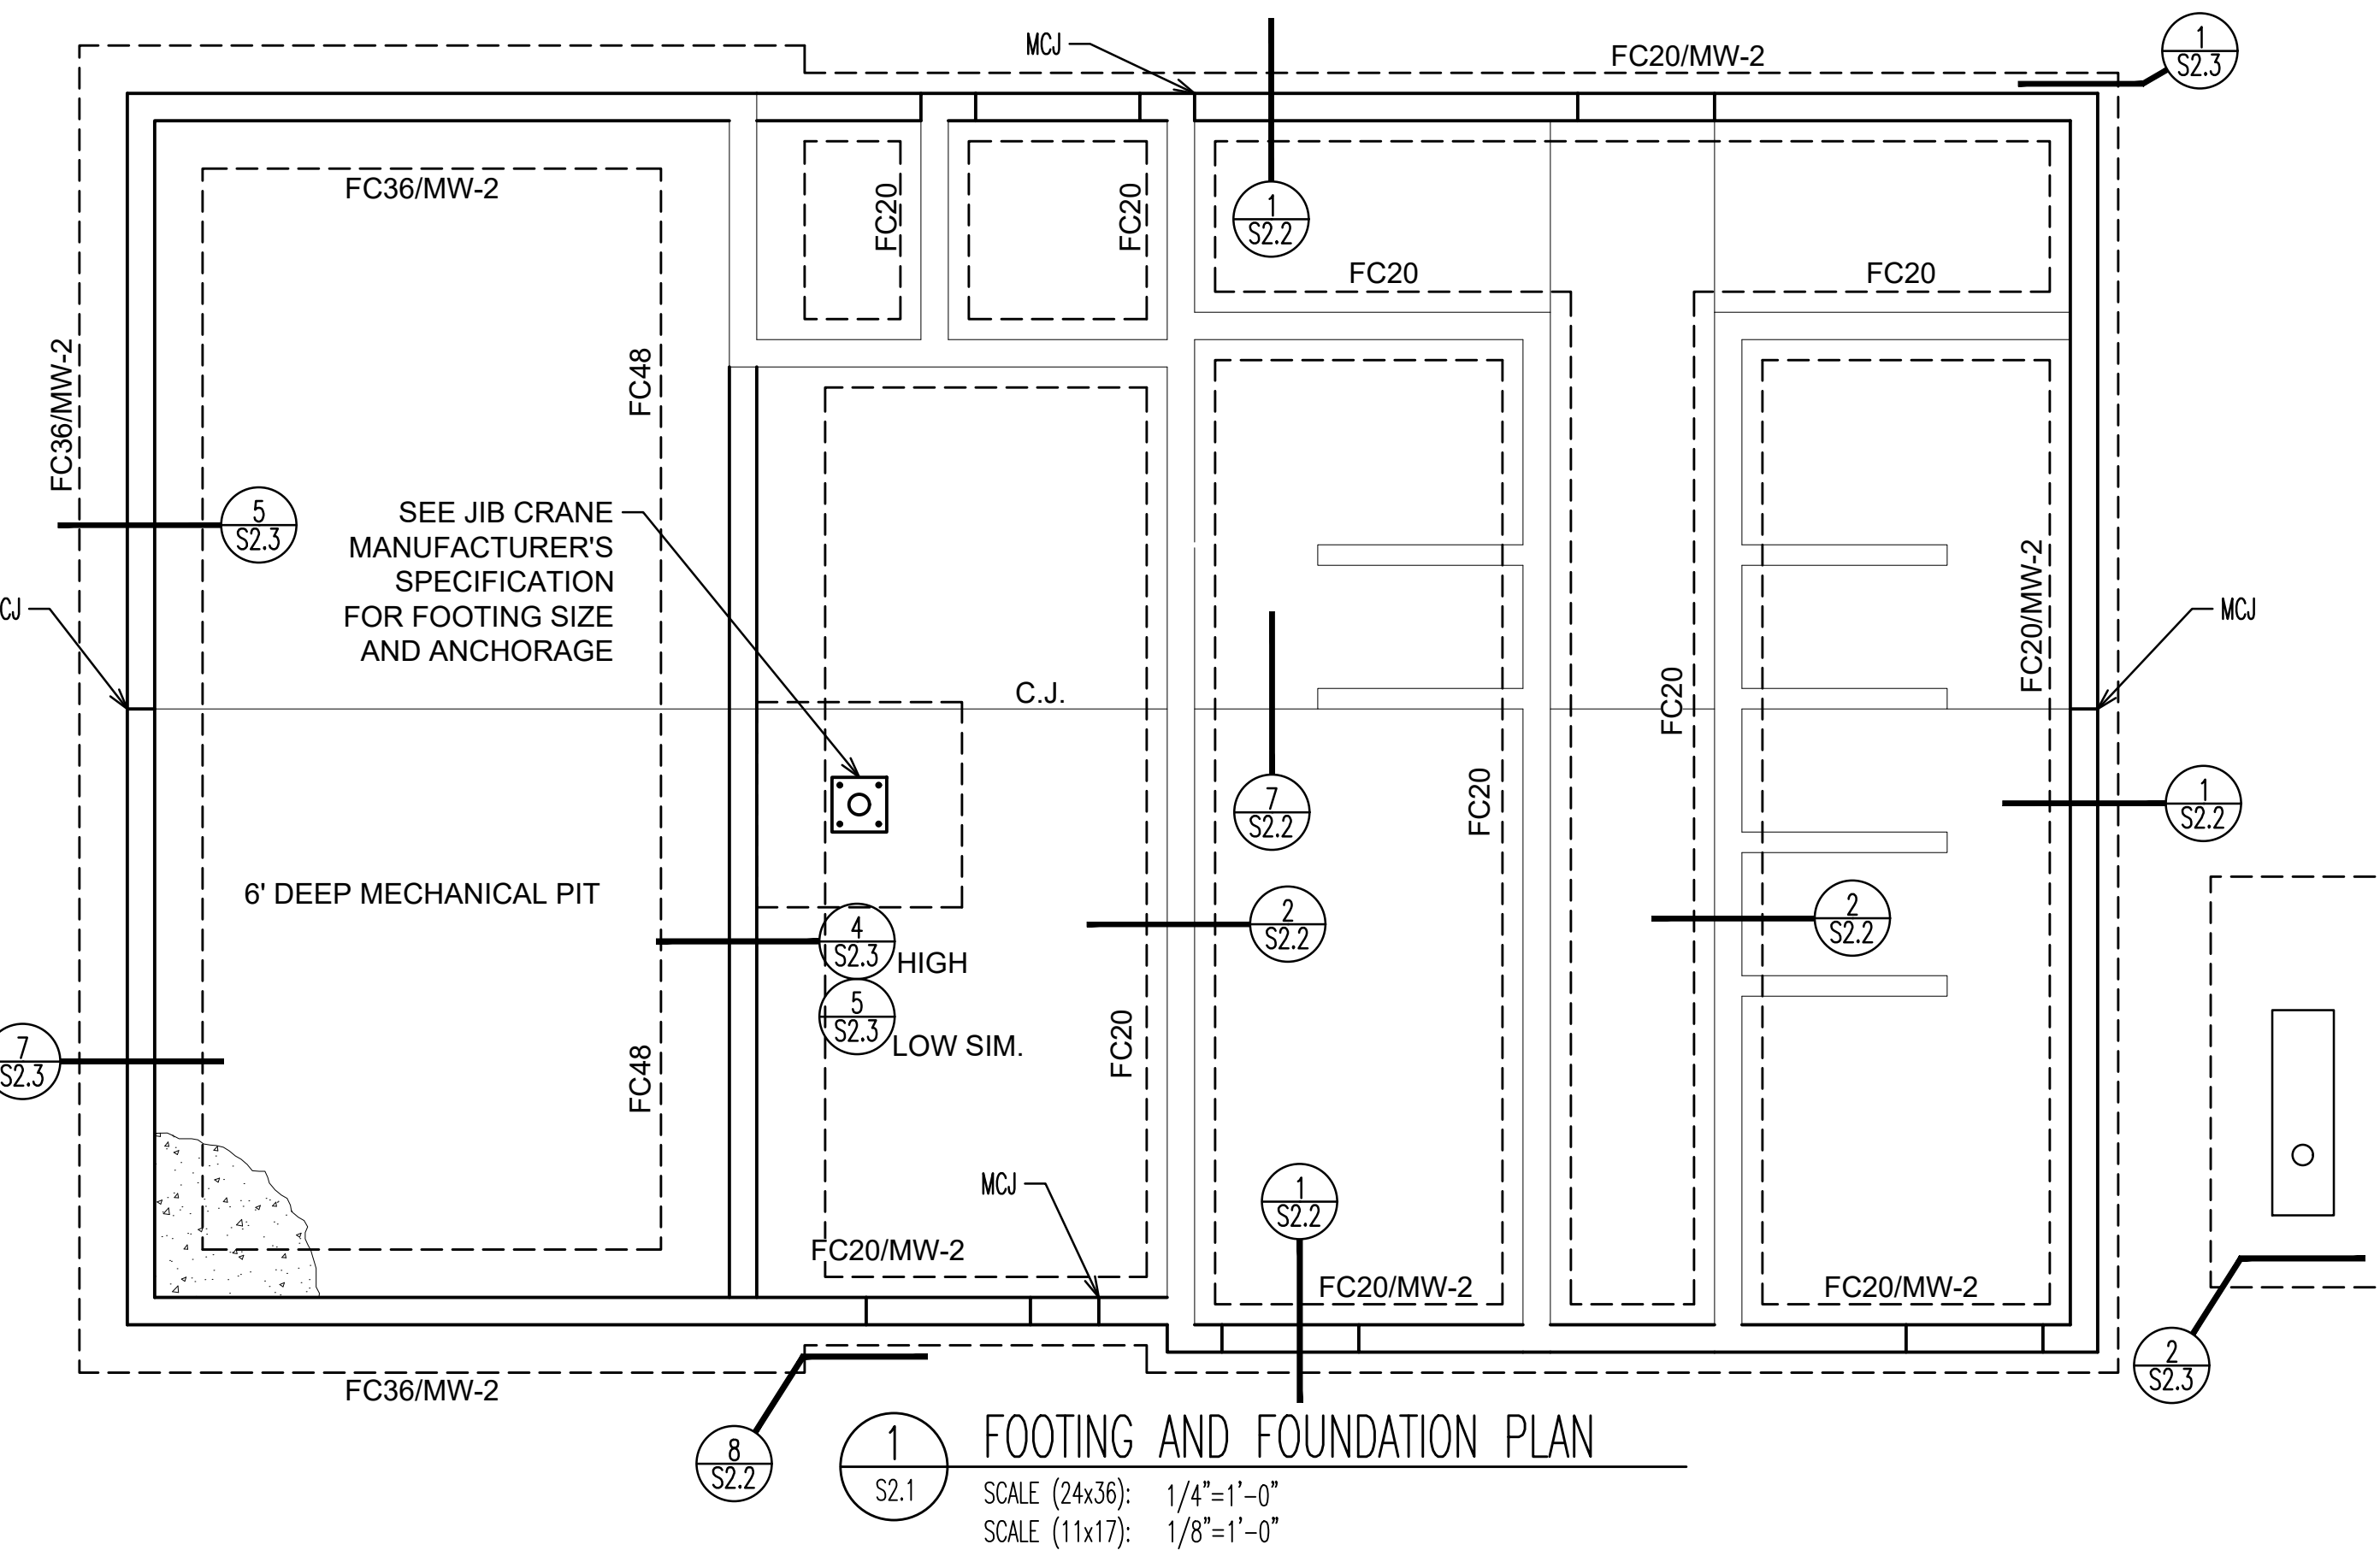 MCJ
FC20/MW-2
1
S2.3
FC36/MW-2
FC20
FC20
1
S2.2
FC20
FC20
FC36/MW-2
FC48
5
S2.3
SEE JIB CRANE
MANUFACTURER'S
SPECIFICATION
FOR FOOTING SIZE
AND ANCHORAGE
CJ
FC20/MW-2
MCJ
C.J.
FC20
FC20
7
S2.2
1
S2.2
6' DEEP MECHANICAL PIT
4
S2.3
HIGH
5
S2.3
LOW SIM.
2
S2.2
2
S2.2
7
S2.3
FC48
FC20
MCJ
1
S2.2
FC20/MW-2
FC20/MW-2
FC20/MW-2
FC36/MW-2
2
S2.3
8
S2.2
1
S2.1
FOOTING AND FOUNDATION PLAN
SCALE (24x36): 1/4"=1'-0"
SCALE (11x17): 1/8"=1'-0"